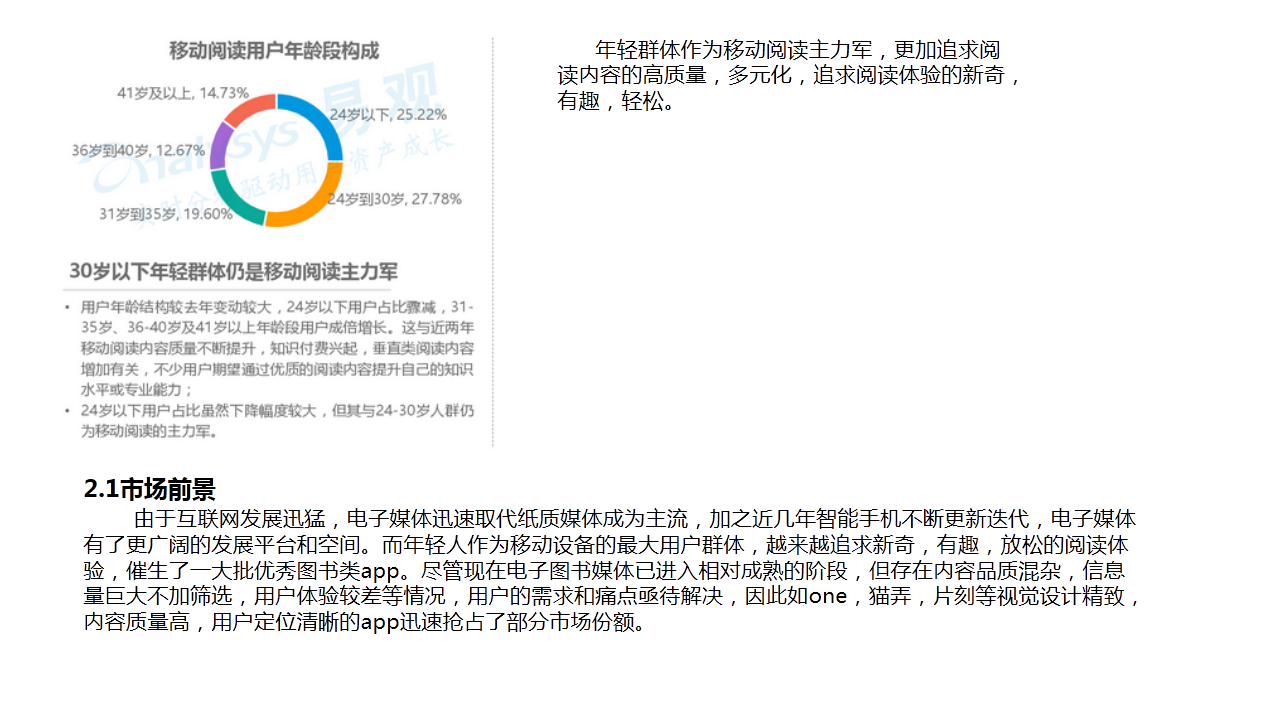 移动阅读用户年龄段构成
41岁及以上, 14.73%
24岁以下, 25.22%
36岁到40岁, 12.67%
24岁到30岁, 27.78%
31岁到35岁, 19.60%
易观
实时分析驱动用户资产成长
30岁以下年轻群体仍是移动阅读主力军
• 用户年龄结构较去年变动较大，24岁以下用户占比骤减，31-
35岁、36-40岁及41岁以上年龄段用户成倍增长。这与近两年
移动阅读内容质量不断提升，知识付费兴起，垂直类阅读内容
增加有关，不少用户期望通过优质的阅读内容提升自己的知识
水平或专业能力；
• 24岁以下用户占比虽然下降幅度较大，但其与24-30岁人群仍
为移动阅读的主力军。
年轻群体作为移动阅读主力军，更加追求阅
读内容的高质量，多元化，追求阅读体验的新奇，
有趣，轻松。
2.1市场前景
由于互联网发展迅猛，电子媒体迅速取代纸质媒体成为主流，加之近几年智能手机不断更新迭代，电子媒体
有了更广阔的发展平台和空间。而年轻人作为移动设备的最大用户群体，越来越追求新奇，有趣，放松的阅读体
验，催生了一大批优秀图书类app。尽管现在电子图书媒体已进入相对成熟的阶段，但存在内容品质混杂，信息
量巨大不加筛选，用户体验较差等情况，用户的需求和痛点亟待解决，因此如one，猫弄，片刻等视觉设计精致，
内容质量高，用户定位清晰的app迅速抢占了部分市场份额。